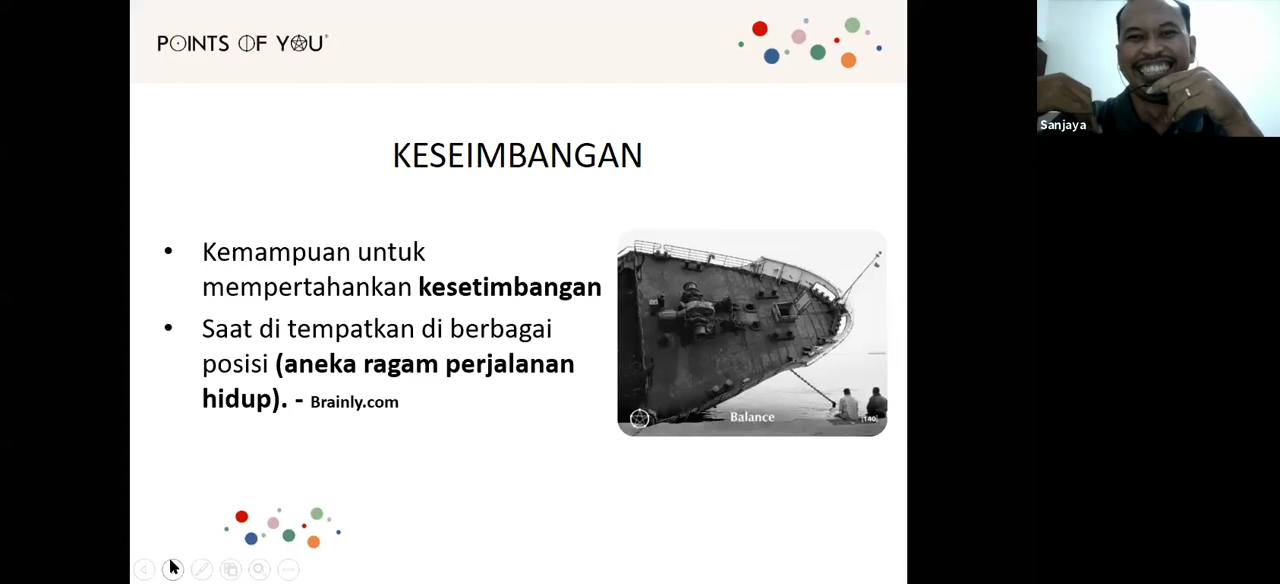 POINTS OF YOU®
Sanjaya
KESEIMBANGAN
• Kemampuan untuk
mempertahankan kesetimbangan
• Saat di tempatkan di berbagai
posisi (aneka ragam perjalanan
hidup). - Brainly.com
Balance
[140]